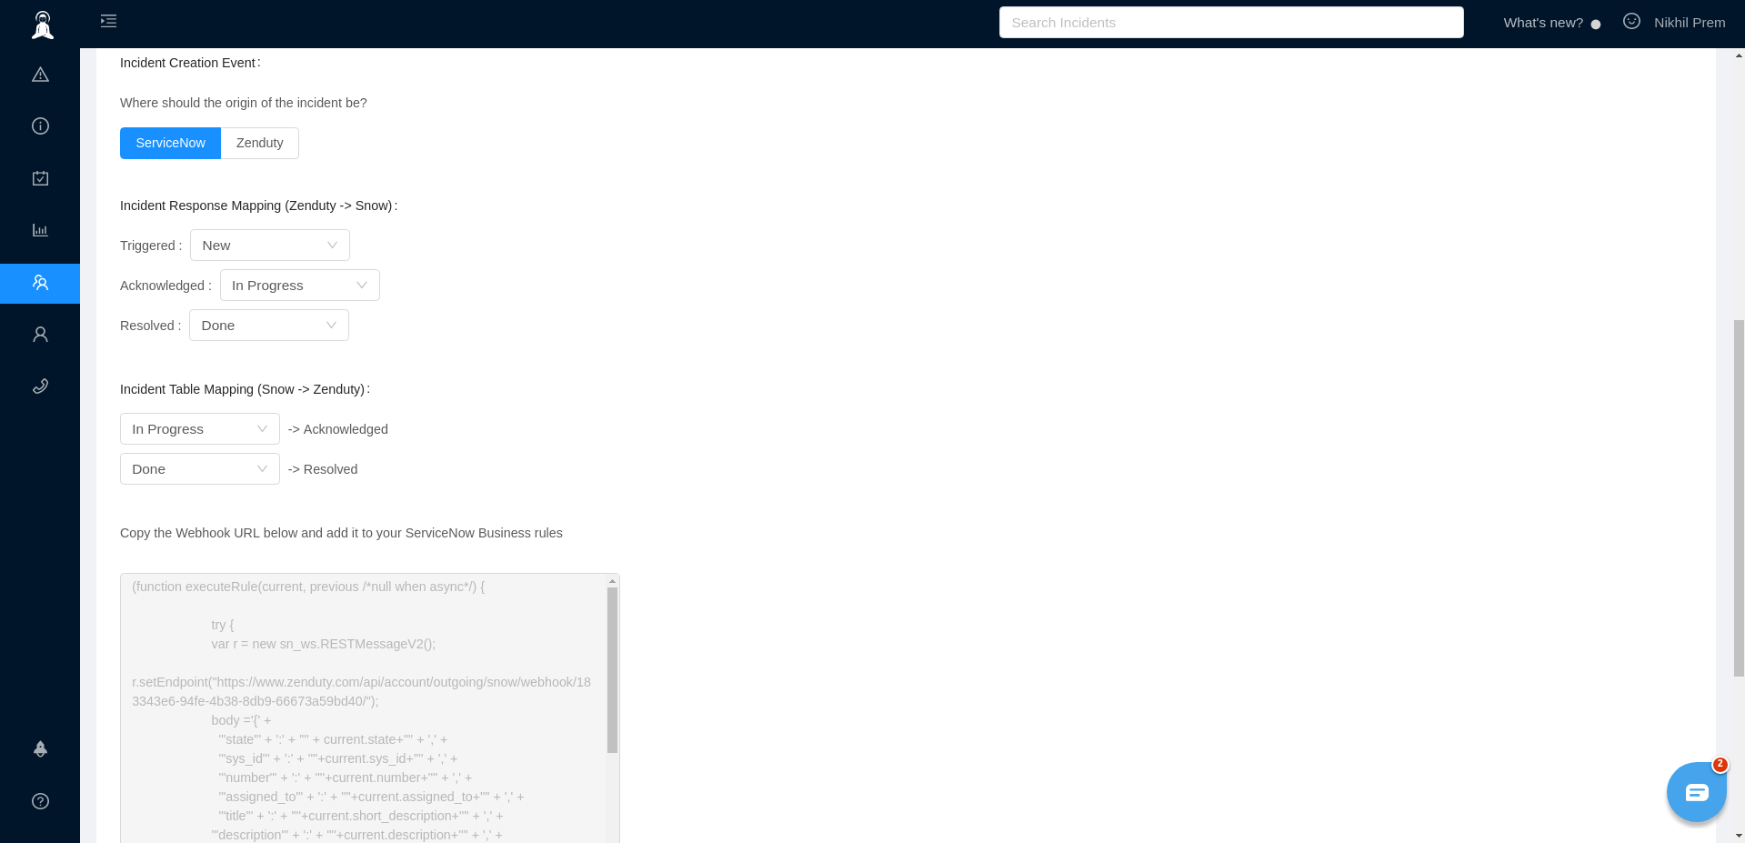 Search Incidents
What's new?
Nikhil Prem
Incident Creation Event:
Where should the origin of the incident be?
ServiceNow
Zenduty
Incident Response Mapping (Zenduty -> Snow):
Triggered : New
Acknowledged : In Progress
Resolved : Done
Incident Table Mapping (Snow -> Zenduty):
In Progress -> Acknowledged
Done -> Resolved
Copy the Webhook URL below and add it to your ServiceNow Business rules
(function executeRule(current, previous /*null when async*/) {
try {
var r = new sn_ws.RESTMessageV2();
r.setEndpoint("https://www.zenduty.com/api/account/outgoing/snow/webhook/18
3343e6-94fe-4b38-8db9-66673a59bd40/");
body ='{' +
'"state"' + ':' + '"' + current.state+'"' + ',' +
'"sys_id"' + ':' + '"'+current.sys_id+'"' + ',' +
'"number"' + ':' + '"'+current.number+'"' + ',' +
'"assigned_to"' + ':' + '"'+current.assigned_to+'"' + ',' +
'"title"' + ':' + '"'+current.short_description+'"' + ',' +
'"description"' + ':' + '"'+current.description+'"' + ',' +
2